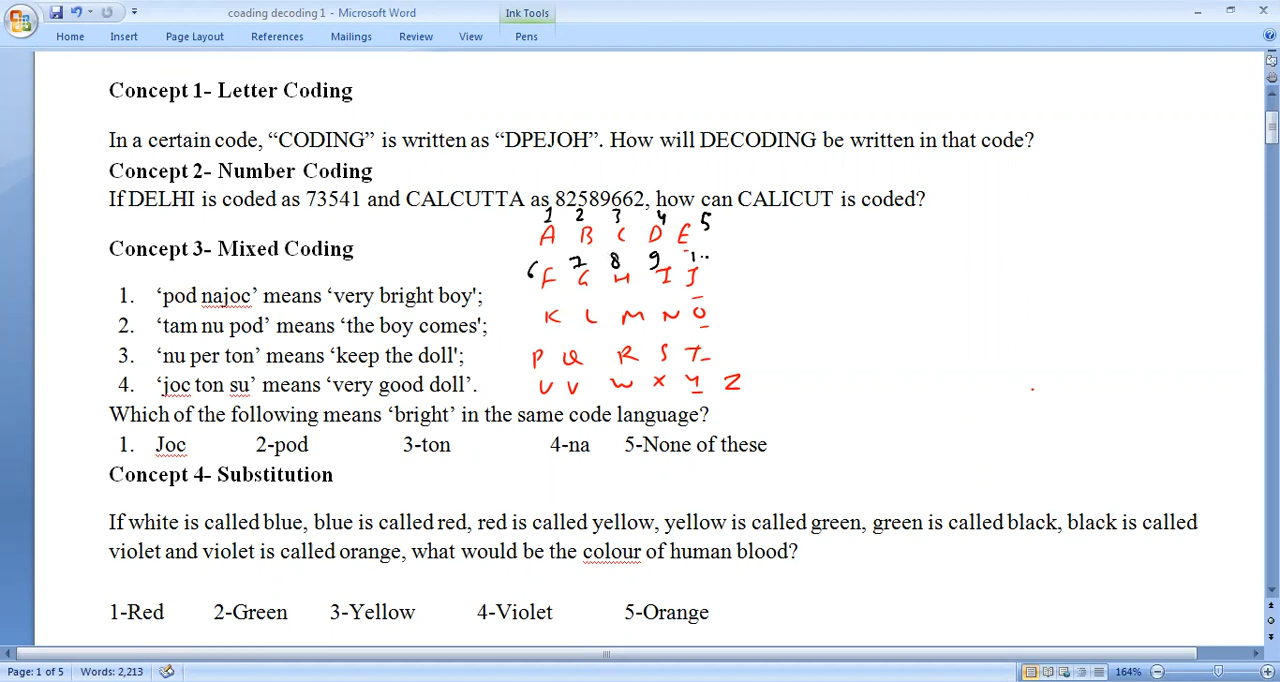 coading decoding 1 - Microsoft Word
Ink Tools
Home Insert Page Layout References Mailings Review View Pens
Concept 1- Letter Coding
In a certain code, “CODING” is written as “DPEJOH”. How will DECODING be written in that code?
Concept 2- Number Coding
If DELHI is coded as 73541 and CALCUTTA as 82589662, how can CALICUT is coded?
1 2 3 4 5
A B C D E
Concept 3- Mixed Coding
6 7 8 9 1..
F G H I J
1. ‘pod najoc’ means ‘very bright boy';
K L M N O
2. ‘tam nu pod’ means ‘the boy comes';
3. ‘nu per ton’ means ‘keep the doll';
P Q R S T
4. ‘joc ton su’ means ‘very good doll’.
U V W X Y Z
Which of the following means ‘bright’ in the same code language?
1. Joc 2-pod 3-ton 4-na 5-None of these
Concept 4- Substitution
If white is called blue, blue is called red, red is called yellow, yellow is called green, green is called black, black is called
violet and violet is called orange, what would be the colour of human blood?
1-Red 2-Green 3-Yellow 4-Violet 5-Orange
Page: 1 of 5 Words: 2,213 164%